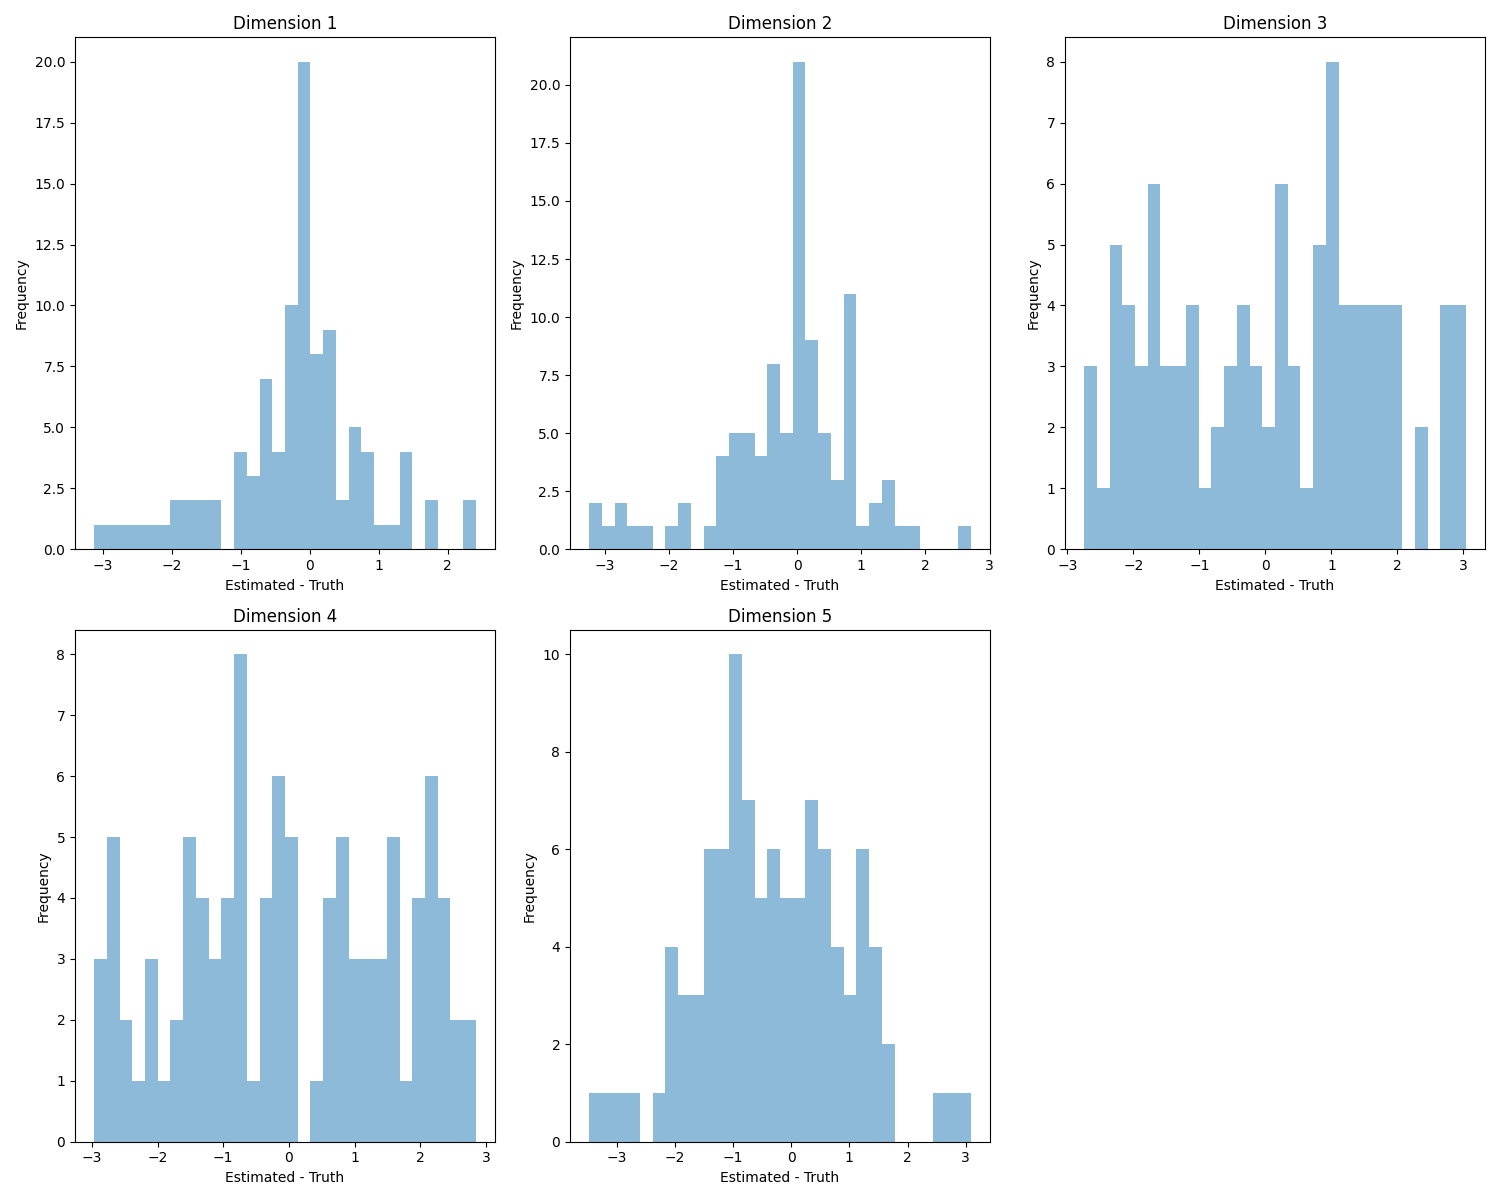 Dimension 1
Frequency
20.0
17.5
15.0
12.5
10.0
7.5
5.0
2.5
0.0
−3 −2 −1 0 1 2
Estimated - Truth
Dimension 2
Frequency
20.0
17.5
15.0
12.5
10.0
7.5
5.0
2.5
0.0
−3 −2 −1 0 1 2 3
Estimated - Truth
Dimension 3
Frequency
8
7
6
5
4
3
2
1
0
−3 −2 −1 0 1 2 3
Estimated - Truth
Dimension 4
Frequency
8
7
6
5
4
3
2
1
0
−3 −2 −1 0 1 2 3
Estimated - Truth
Dimension 5
Frequency
10
8
6
4
2
0
−3 −2 −1 0 1 2 3
Estimated - Truth